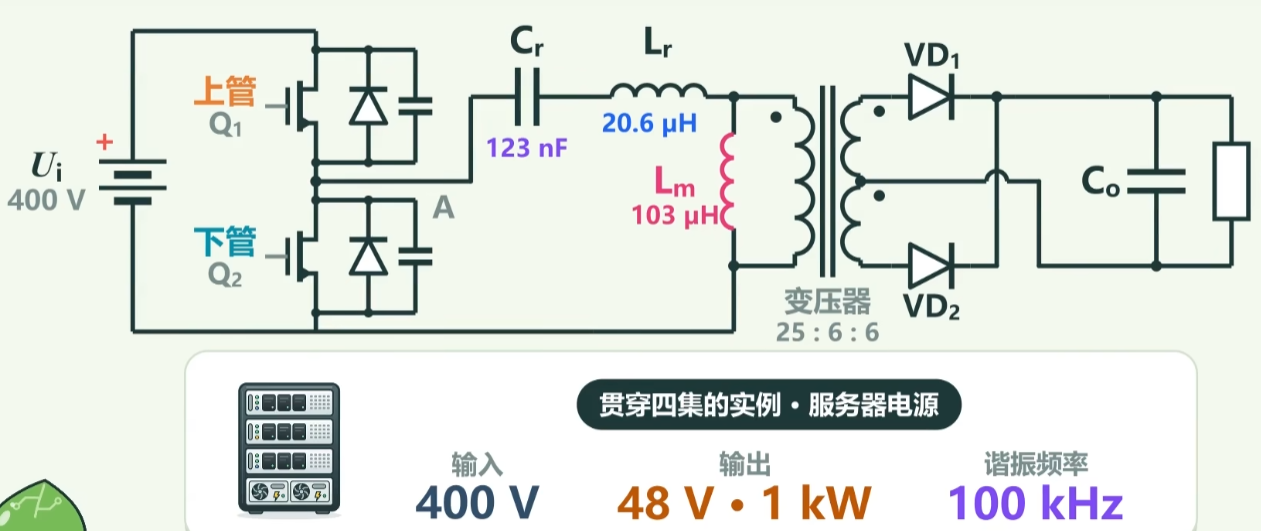 Cr
Lr
VD1
上管
Q1
+
123 nF
20.6 μH
Ui
400 V
Lm
103 μH
Co
A
下管
Q2
变压器
25 : 6 : 6
VD2
贯穿四集的实例·服务器电源
输入
输出
谐振频率
400 V
48 V · 1 kW
100 kHz